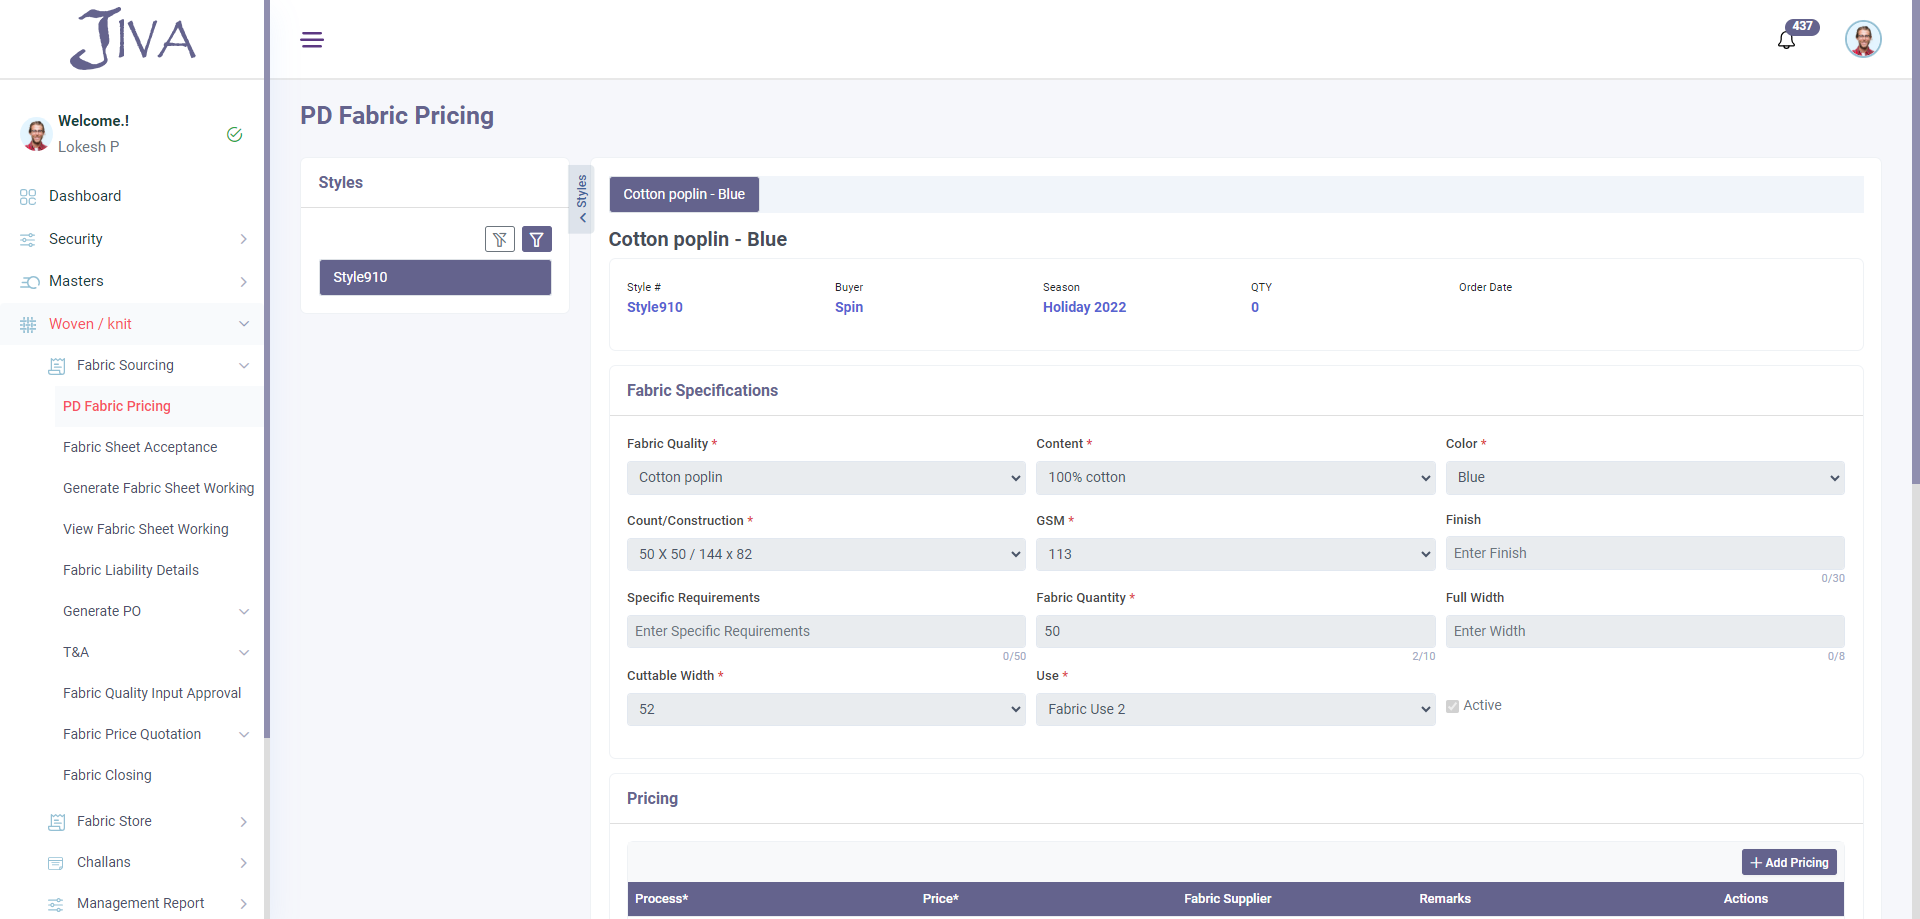 JIVA
437
Welcome.!
Lokesh P
Dashboard
Security
Masters
Woven / knit
Fabric Sourcing
PD Fabric Pricing
Fabric Sheet Acceptance
Generate Fabric Sheet Working
View Fabric Sheet Working
Fabric Liability Details
Generate PO
T&A
Fabric Quality Input Approval
Fabric Price Quotation
Fabric Closing
Fabric Store
Challans
Management Report
PD Fabric Pricing
Styles
Style910
Styles
Cotton poplin - Blue
Cotton poplin - Blue
Style # Buyer Season QTY Order Date
Style910 Spin Holiday 2022 0
Fabric Specifications
Fabric Quality * Content * Color *
Cotton poplin 100% cotton Blue
Count/Construction * GSM * Finish
50 X 50 / 144 x 82 113 Enter Finish
0/30
Specific Requirements Fabric Quantity * Full Width
Enter Specific Requirements 50 Enter Width
0/50 2/10 0/8
Cuttable Width * Use *
52 Fabric Use 2 Active
Pricing
Add Pricing
Process* Price* Fabric Supplier Remarks Actions